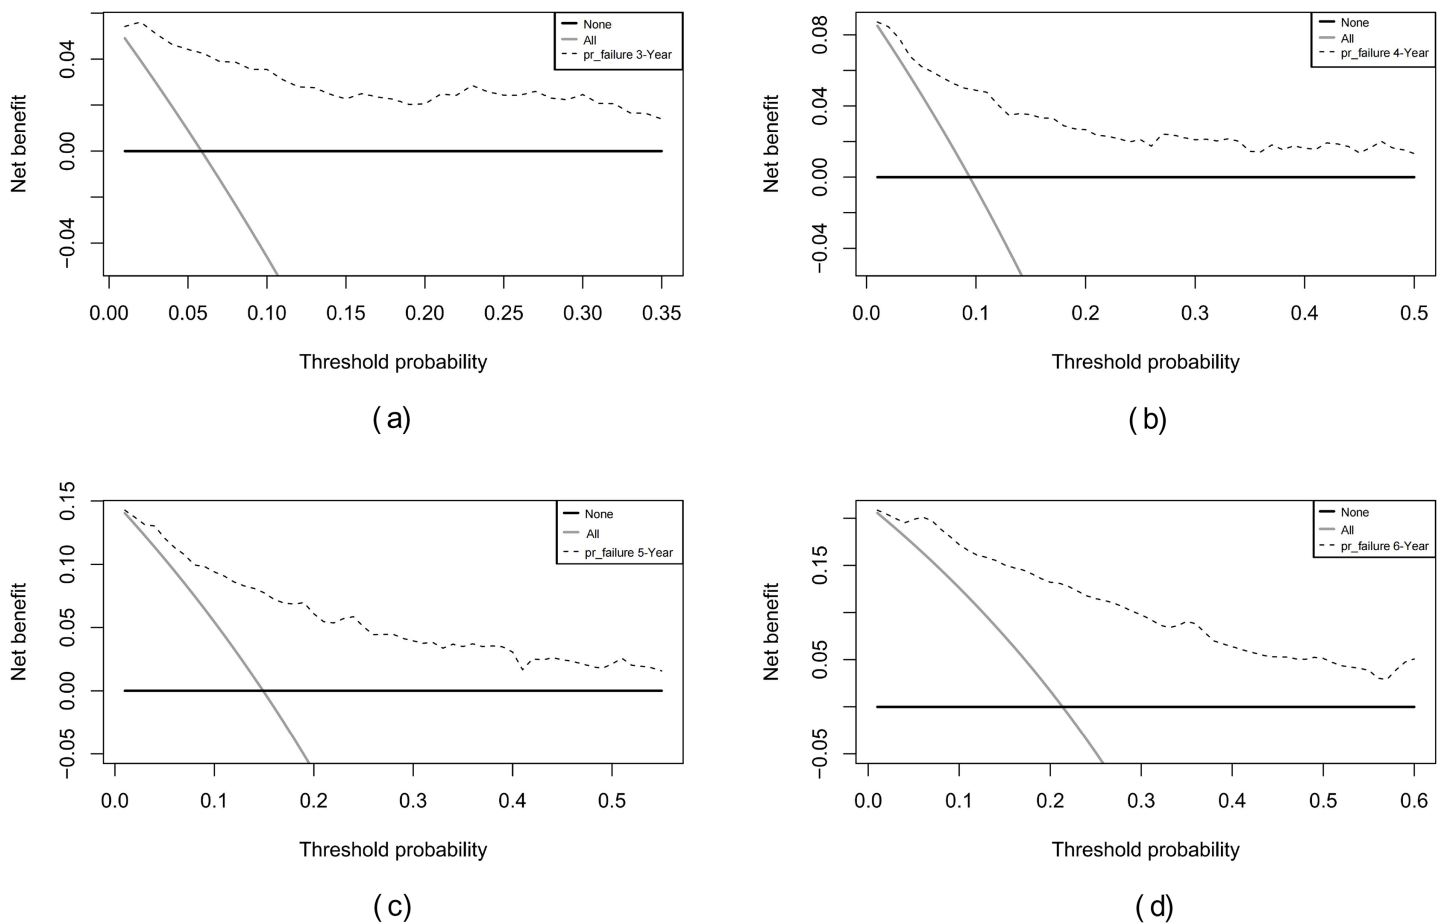 None
All
pr_failure 3-Year
Net benefit
0.04
0.00
−0.04
0.00 0.05 0.10 0.15 0.20 0.25 0.30 0.35
Threshold probability
(a)
None
All
pr_failure 4-Year
Net benefit
0.08
0.04
0.00
−0.04
0.0 0.1 0.2 0.3 0.4 0.5
Threshold probability
(b)
None
All
pr_failure 5-Year
Net benefit
0.15
0.10
0.05
0.00
−0.05
0.0 0.1 0.2 0.3 0.4 0.5
Threshold probability
(c)
None
All
pr_failure 6-Year
Net benefit
0.15
0.05
−0.05
0.0 0.1 0.2 0.3 0.4 0.5 0.6
Threshold probability
(d)